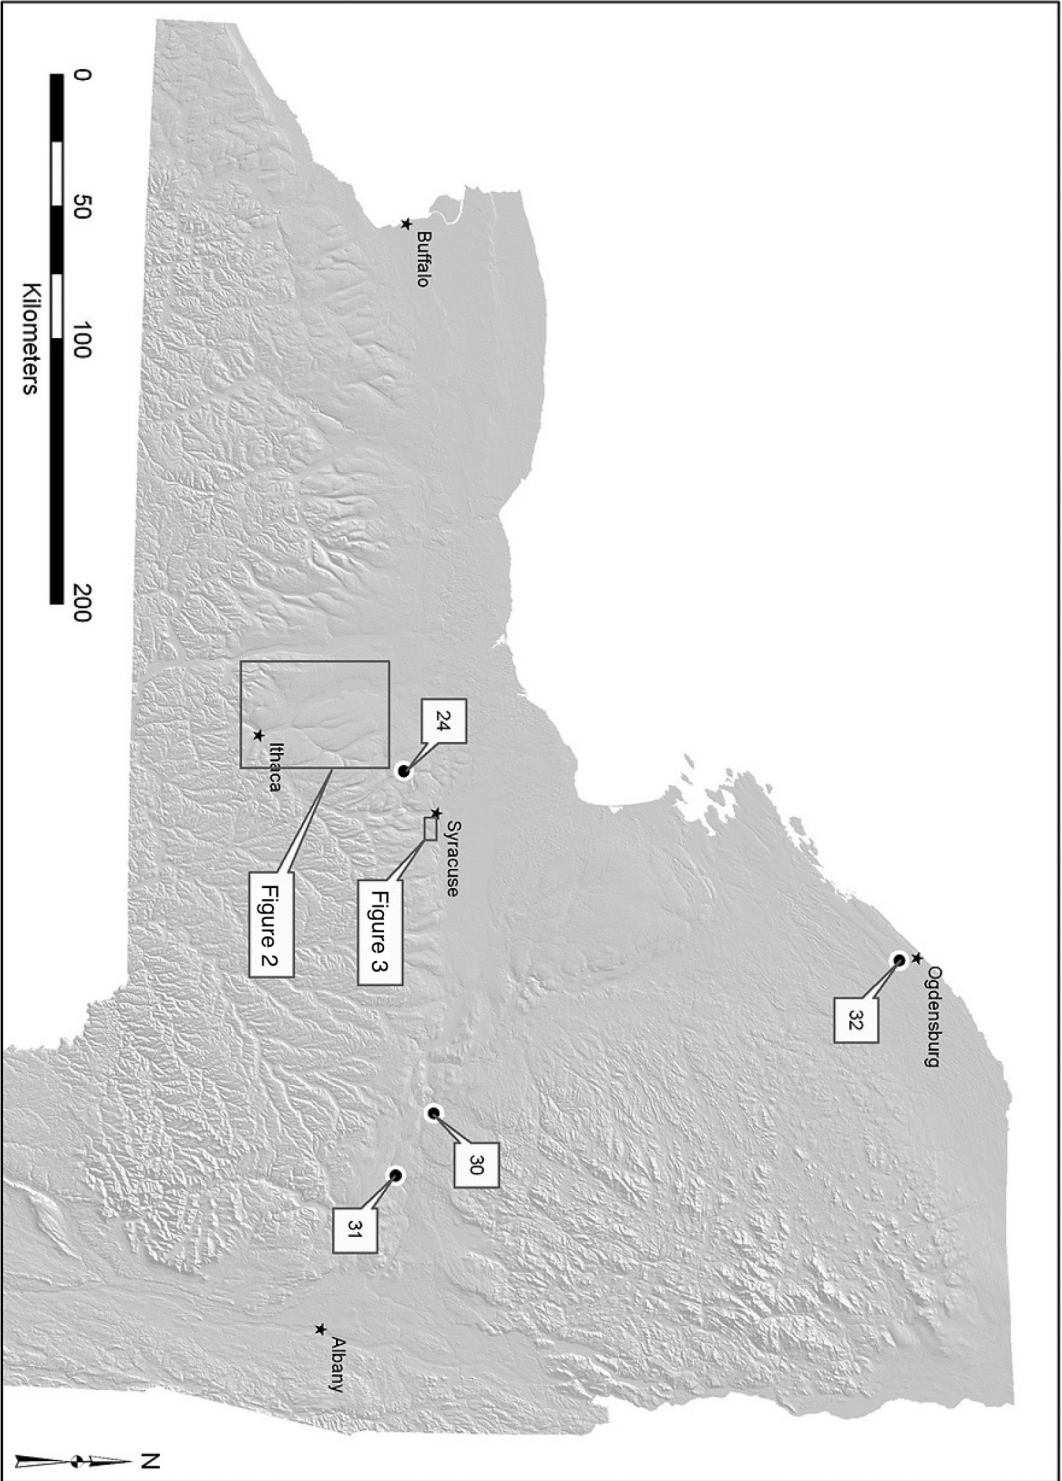 Ogdensburg
32
Buffalo
24
Syracuse
Figure 3
30
31
Ithaca
Figure 2
Albany
0
50
100
200
Kilometers
N